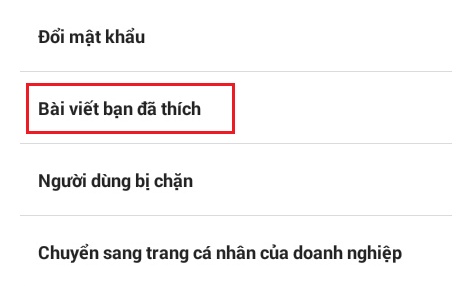 Đổi mật khẩu
Bài viết bạn đã thích
Người dùng bị chặn
Chuyển sang trang cá nhân của doanh nghiệp